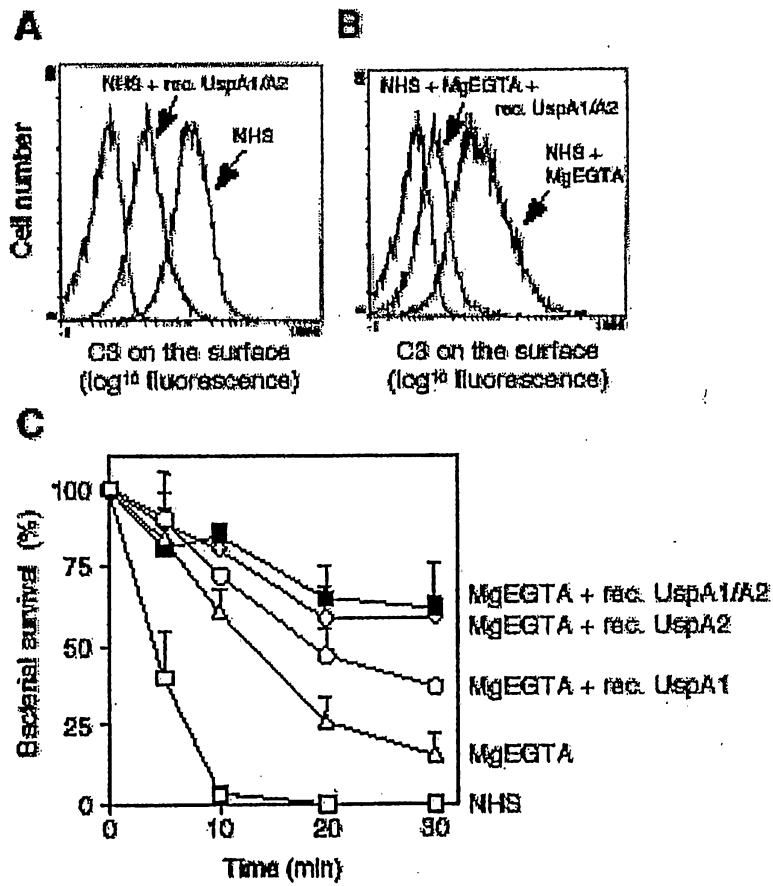 A
B
NHS + rec. UspA1/A2
NHS
Cell number
C3 on the surface
(log10 fluorescence)
NHS + MgEGTA +
rec. UspA1/A2
NHS +
MgEGTA
C3 on the surface
(log10 fluorescence)
C
Bacterial survival (%)
100
75
50
25
0
0
10
20
30
Time (min)
MgEGTA + rec. UspA1/A2
MgEGTA + rec. UspA2
MgEGTA + rec. UspA1
MgEGTA
NHS